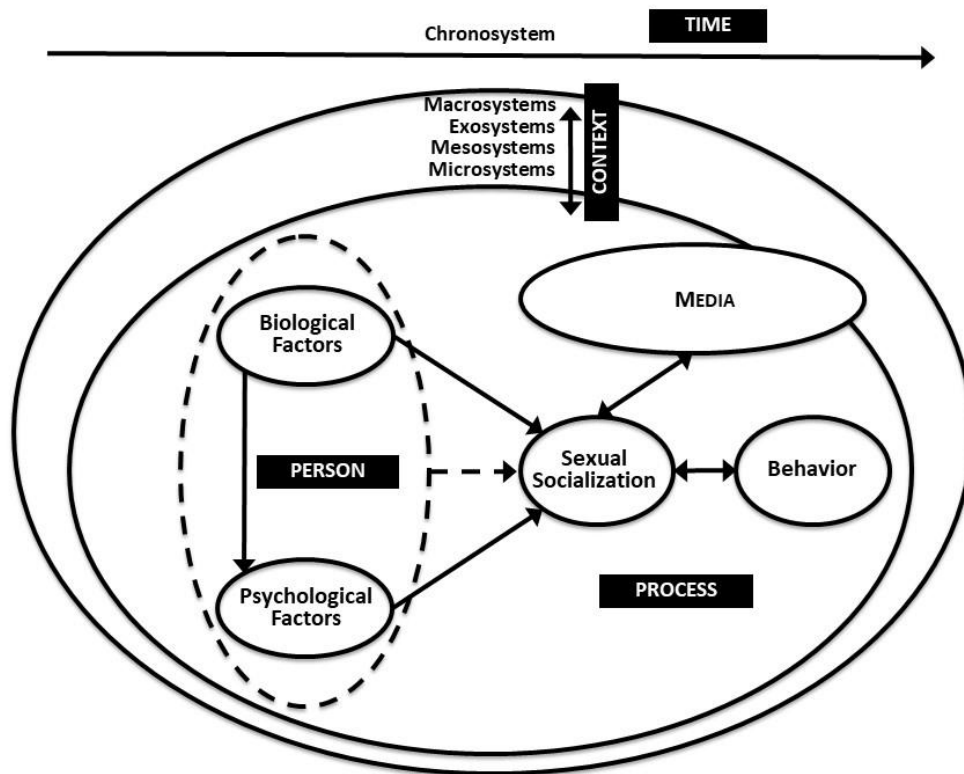 TIME
Chronosystem
Macrosystems
Exosystems
Mesosystems
Microsystems
CONTEXT
MEDIA
Biological
Factors
PERSON
Sexual
Socialization
Behavior
Psychological
Factors
PROCESS